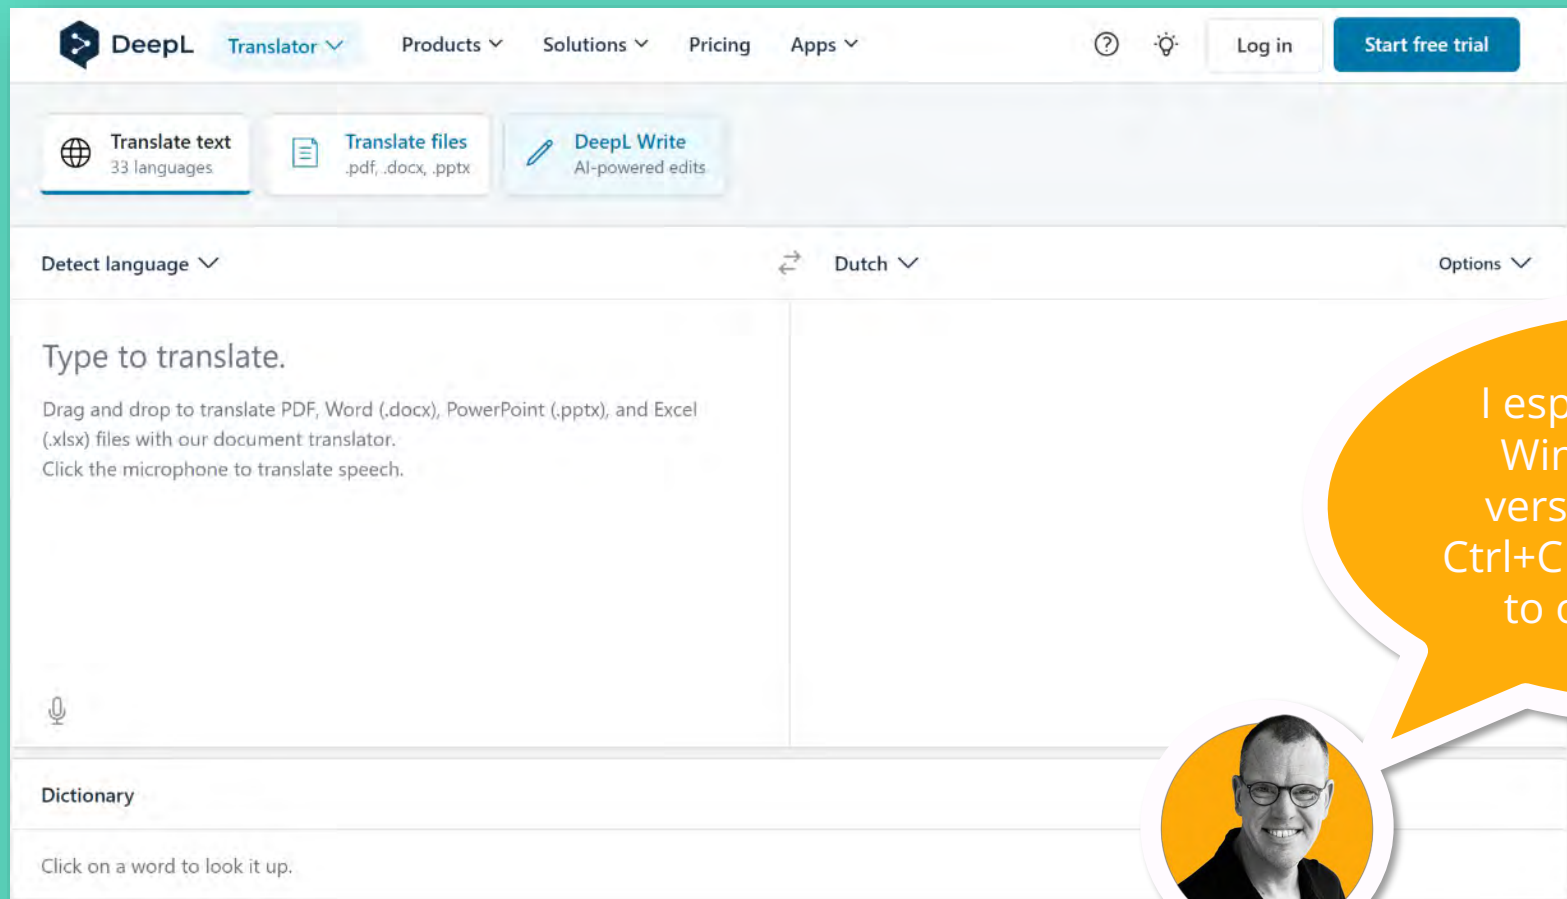 DeepL Translator Products Solutions Pricing Apps Log in Start free trial
Translate text
33 languages
Translate files
.pdf, .docx, .pptx
DeepL Write
AI-powered edits
Detect language Dutch Options
Type to translate.
Drag and drop to translate PDF, Word (.docx), PowerPoint (.pptx), and Excel
(.xlsx) files with our document translator.
Click the microphone to translate speech.
I
Ctrl+C
to
Dictionary
Click on a word to look it up.